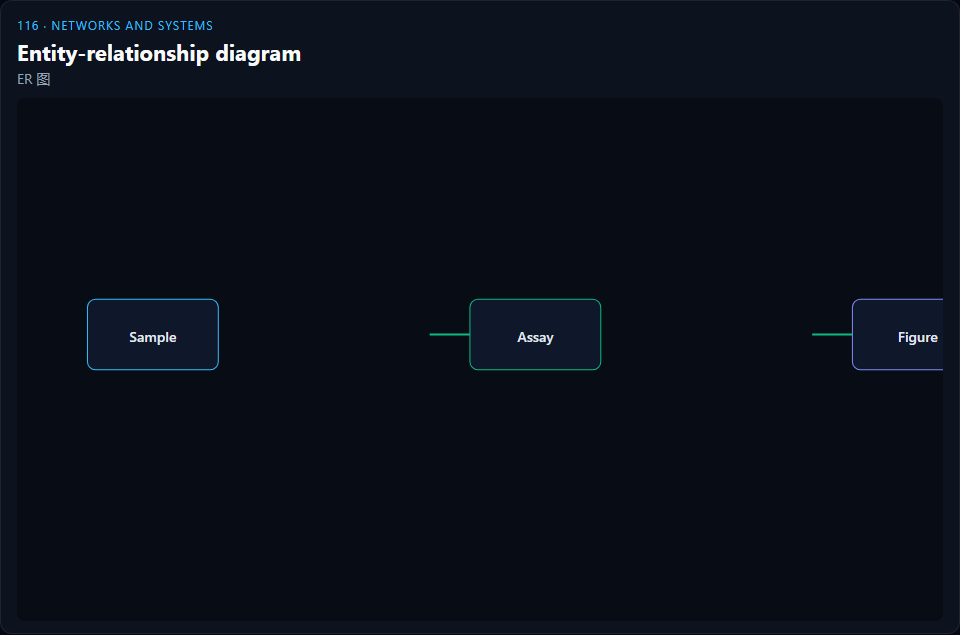 116 · NETWORKS AND SYSTEMS
Entity-relationship diagram
ER 图
Sample
Assay
Figure